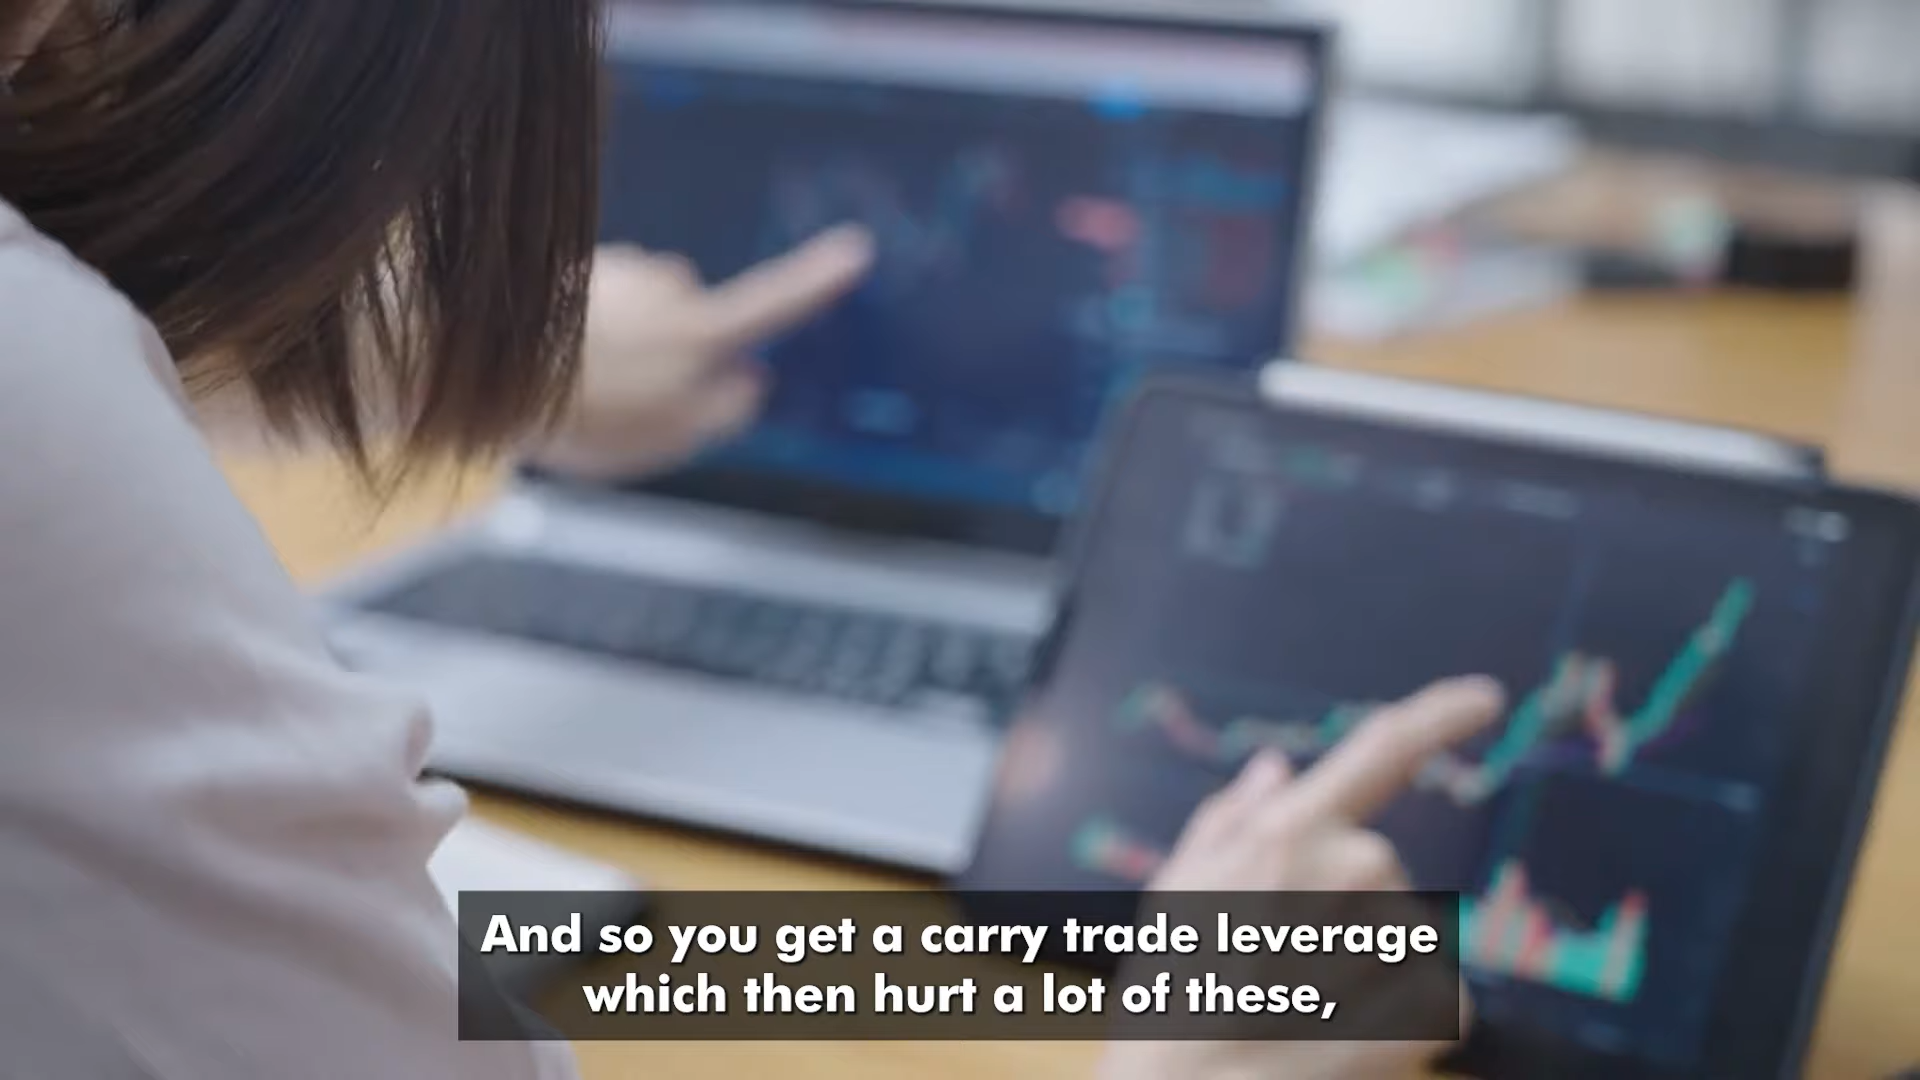 And so you get a carry trade leverage
which then hurt a lot of these,